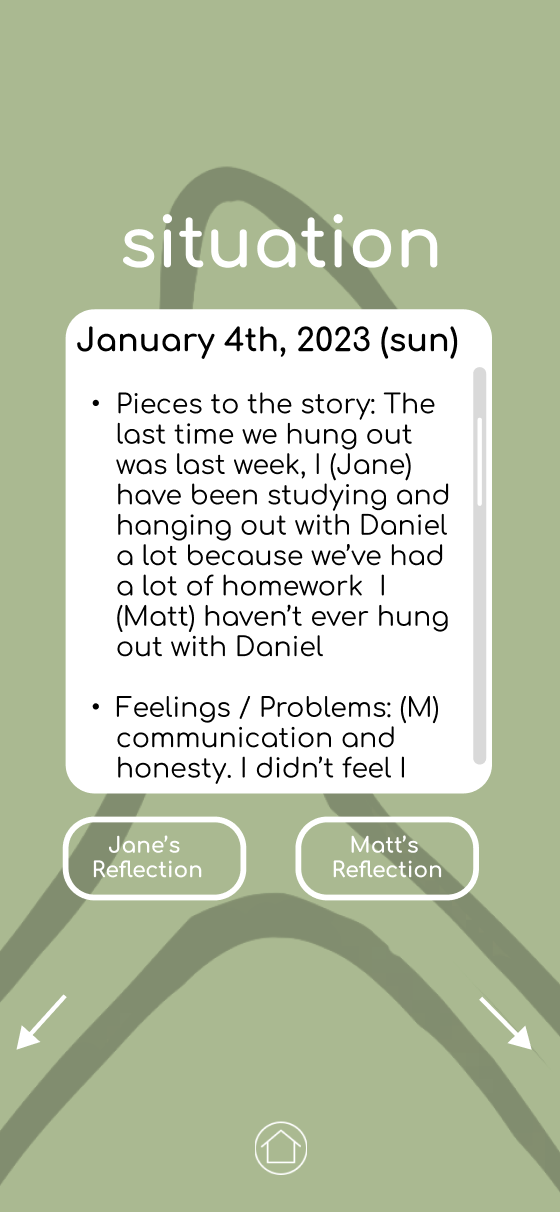 situation
January 4th, 2023 (sun)
• Pieces to the story: The
last time we hung out
was last week, I (Jane)
have been studying and
hanging out with Daniel
a lot because we’ve had
a lot of homework  I
(Matt) haven’t ever hung
out with Daniel
• Feelings / Problems: (M)
communication and
honesty. I didn’t feel I
Jane’s
Reflection
Matt’s
Reflection